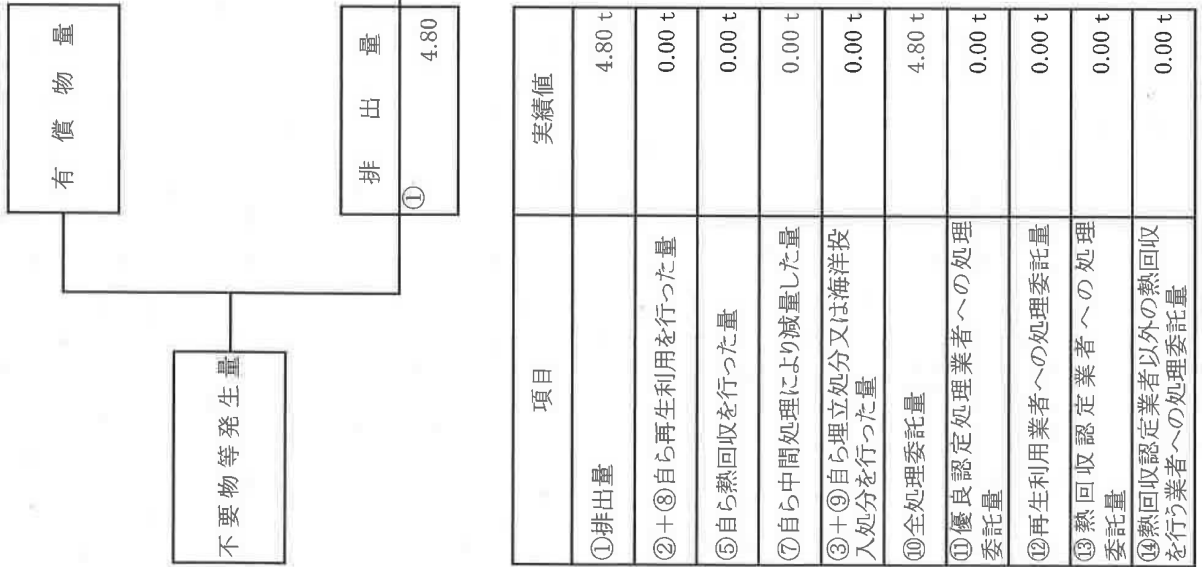 有償物量
排出量
① 4.80
不要物等発生量
項目 実績値
①排出量 4.80 t
②+⑧自ら再生利用を行った量 0.00 t
⑤自ら熱回収を行った量 0.00 t
⑦自ら中間処理により減量した量 0.00 t
③+⑨自ら埋立処分又は海洋投
入処分を行った量 0.00 t
⑩全処理委託量 4.80 t
⑪優良認定処理業者への処理
委託量 0.00 t
⑫再生利用業者への処理委託量 0.00 t
⑬熱回収認定業者への処理
委託量 0.00 t
⑭熱回収認定業者以外の熱回収
を行う業者への処理委託量 0.00 t